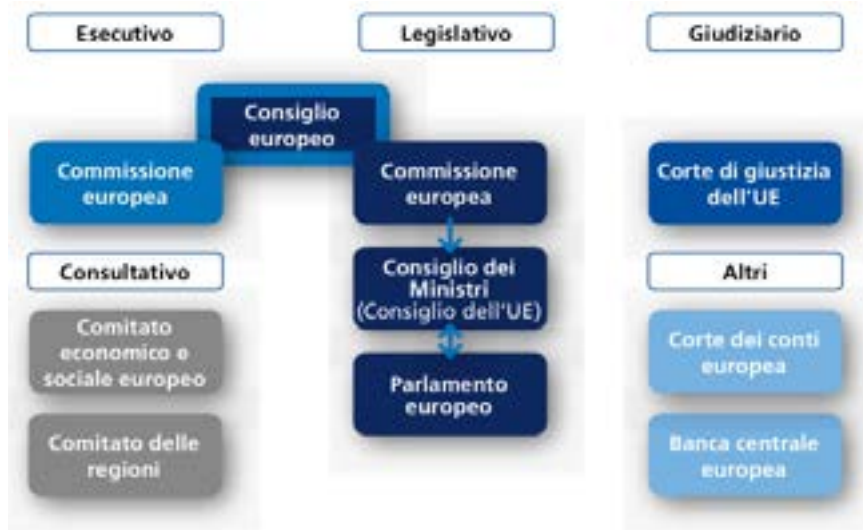 Esecutivo
Legislativo
Giudiziario
Consiglio
europeo
Commissione
europea
Commissione
europea
Corte di giustizia
dell'UE
Consultativo
Consiglio dei
Ministri
(Consiglio dell'UE)
Altri
Comitato
economico e
sociale europeo
Corte dei conti
europea
Parlamento
europeo
Comitato delle
regioni
Banca centrale
europea